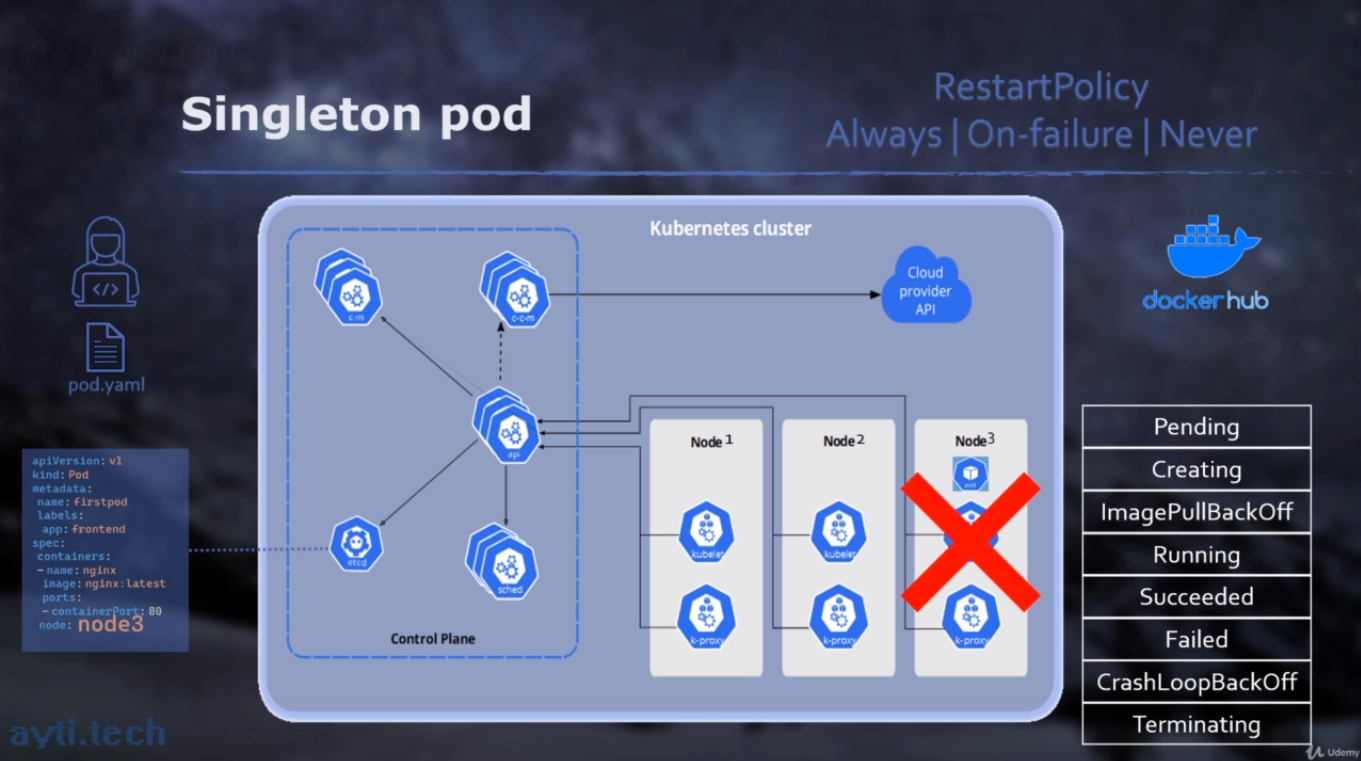 37. Deployment
Singleton pod
RestartPolicy
Always | On-failure | Never
pod.yaml
apiVersion: v1
kind: Pod
metadata:
name: firstpod
labels:
app: frontend
spec:
containers:
- name: nginx
image: nginx:latest
ports:
- containerPort: 80
node: node3
Kubernetes cluster
c-m
c-c-m
Cloud
provider
API
api
etcd
sched
Control Plane
Node 1
kubelet
k-proxy
Node 2
kubelet
k-proxy
Node 3
pod
k-proxy
docker hub
Pending
Creating
ImagePullBackOff
Running
Succeeded
Failed
CrashLoopBackOff
Terminating
ayti.tech
Udemy